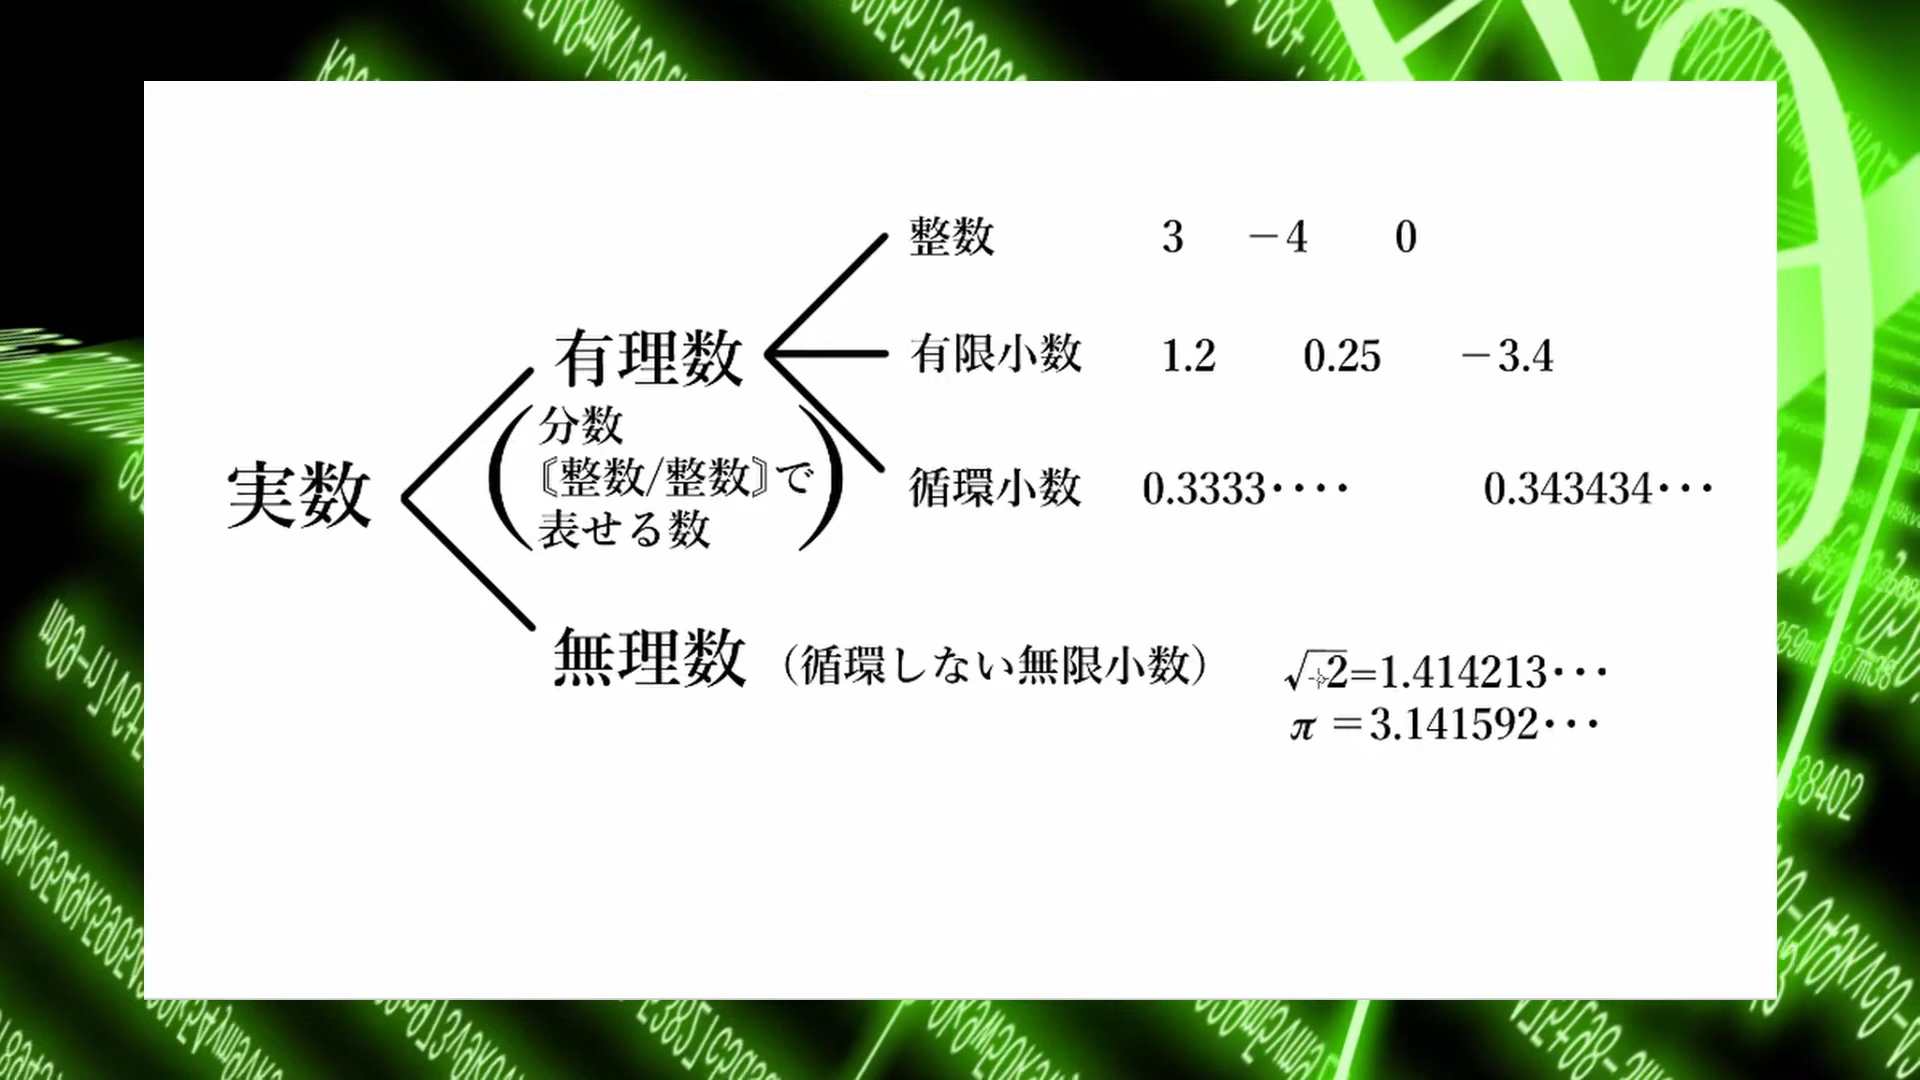 整数 3 −4 0
有理数
有限小数 1.2 0.25 −3.4
実数
(分数
〘整数/整数〙で
表せる数)
循環小数 0.3333・・・・ 0.343434・・・
無理数 (循環しない無限小数)
√2=1.414213・・・
π =3.141592・・・
38402